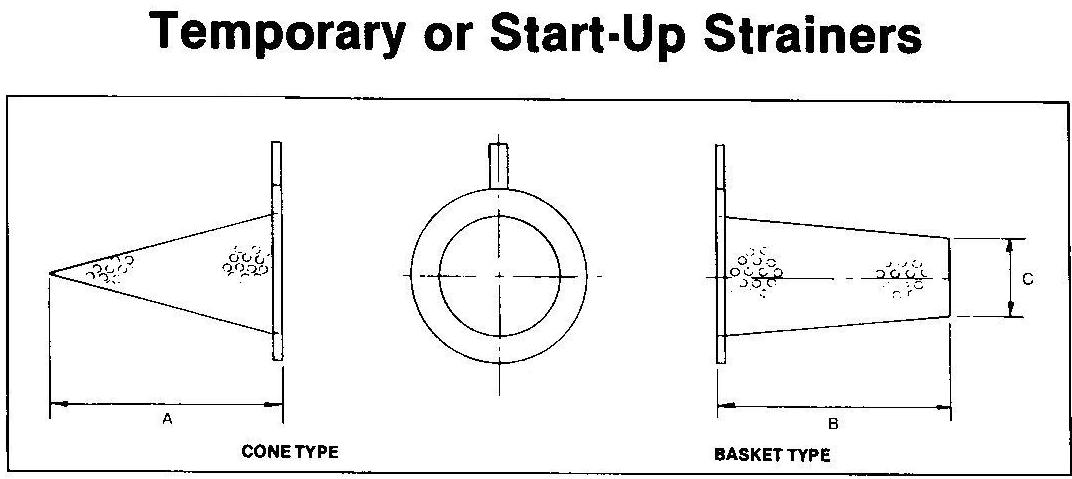 Temporary or Start-Up Strainers
A
B
C
CONE TYPE
BASKET TYPE